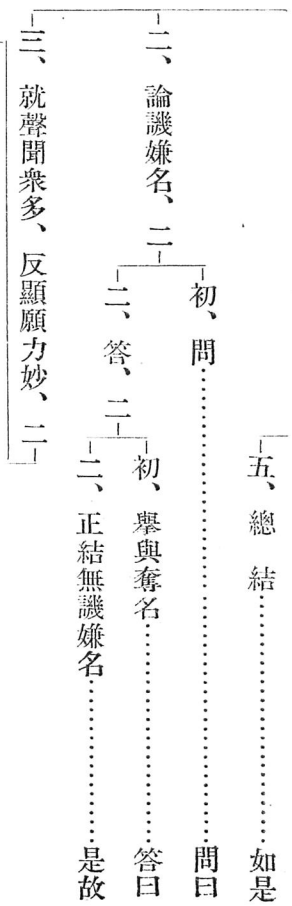 五、總結……………………如是
初、問……………………………問曰
二、論譏嫌名、二
初、舉與奪名…………………答曰
二、答、二
二、正結無譏嫌名……………是故
三、就聲聞衆多、反顯願力妙、二